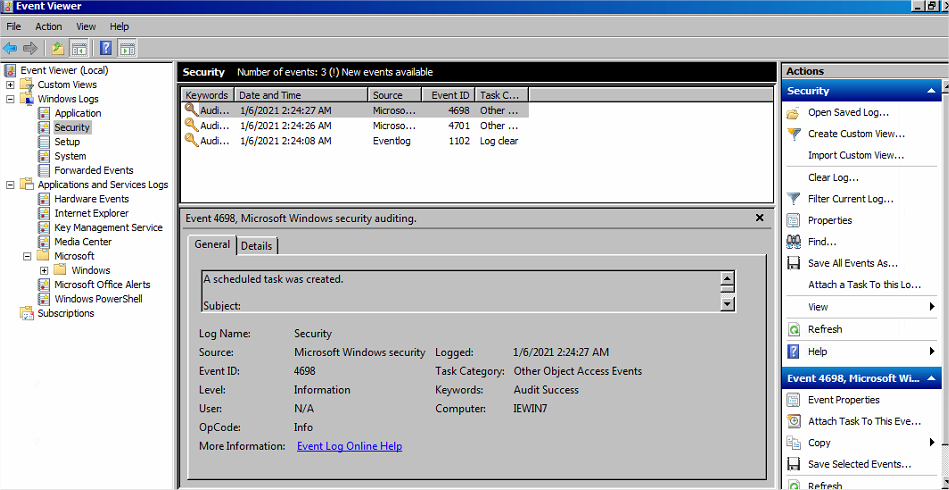 Event Viewer
File Action View Help
Event Viewer (Local)
Custom Views
Windows Logs
Application
Security
Setup
System
Forwarded Events
Applications and Services Logs
Hardware Events
Internet Explorer
Key Management Service
Media Center
Microsoft
Windows
Microsoft Office Alerts
Windows PowerShell
Subscriptions
Security Number of events: 3 (!) New events available
Keywords Date and Time Source Event ID Task C...
Audi... 1/6/2021 2:24:27 AM Microso... 4698 Other ...
Audi... 1/6/2021 2:24:26 AM Microso... 4701 Other ...
Audi... 1/6/2021 2:24:08 AM Eventlog 1102 Log clear
Event 4698, Microsoft Windows security auditing.
General Details
A scheduled task was created.
Subject:
Log Name: Security
Source: Microsoft Windows security Logged: 1/6/2021 2:24:27 AM
Event ID: 4698 Task Category: Other Object Access Events
Level: Information Keywords: Audit Success
User: N/A Computer: IEWIN7
OpCode: Info
More Information: Event Log Online Help
Actions
Security
Open Saved Log...
Create Custom View...
Import Custom View...
Clear Log...
Filter Current Log...
Properties
Find...
Save All Events As...
Attach a Task To this Lo...
View
Refresh
Help
Event 4698, Microsoft Wi...
Event Properties
Attach Task To This Eve...
Copy
Save Selected Events...
Refresh